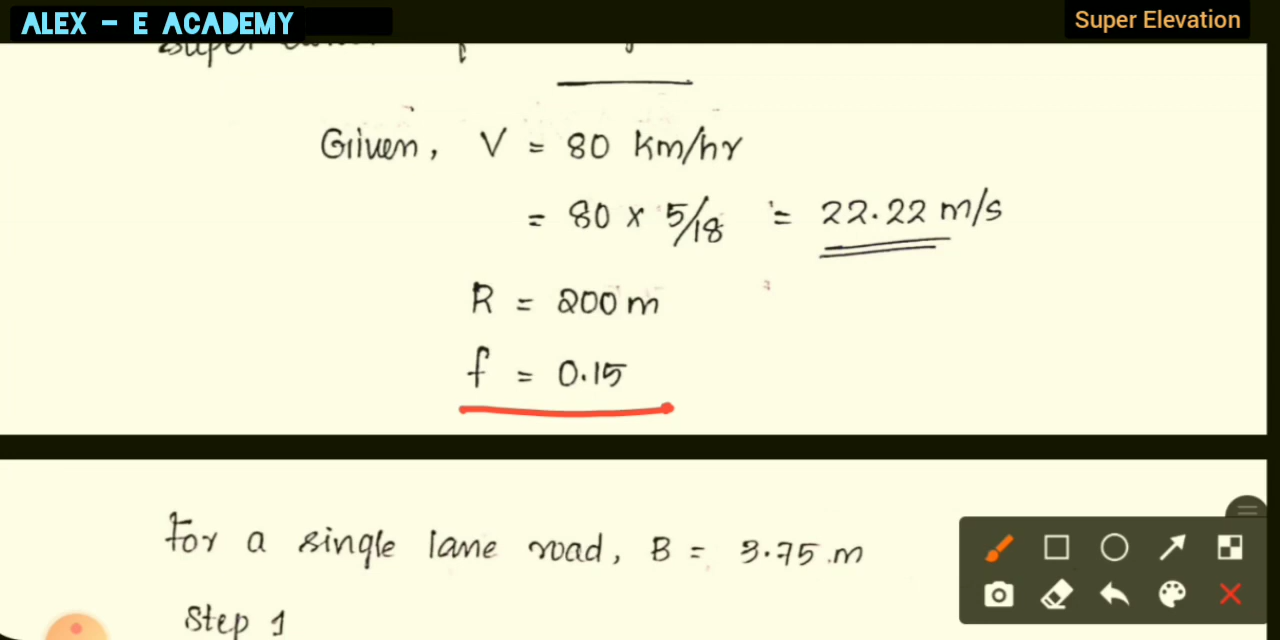 ALEX - E ACADEMY
Super Elevation
Given, V = 80 km/hr
= 80 x 5/18 = 22.22 m/s
R = 200 m
f = 0.15
For a single lane road, B = 3.75 m
Step 1